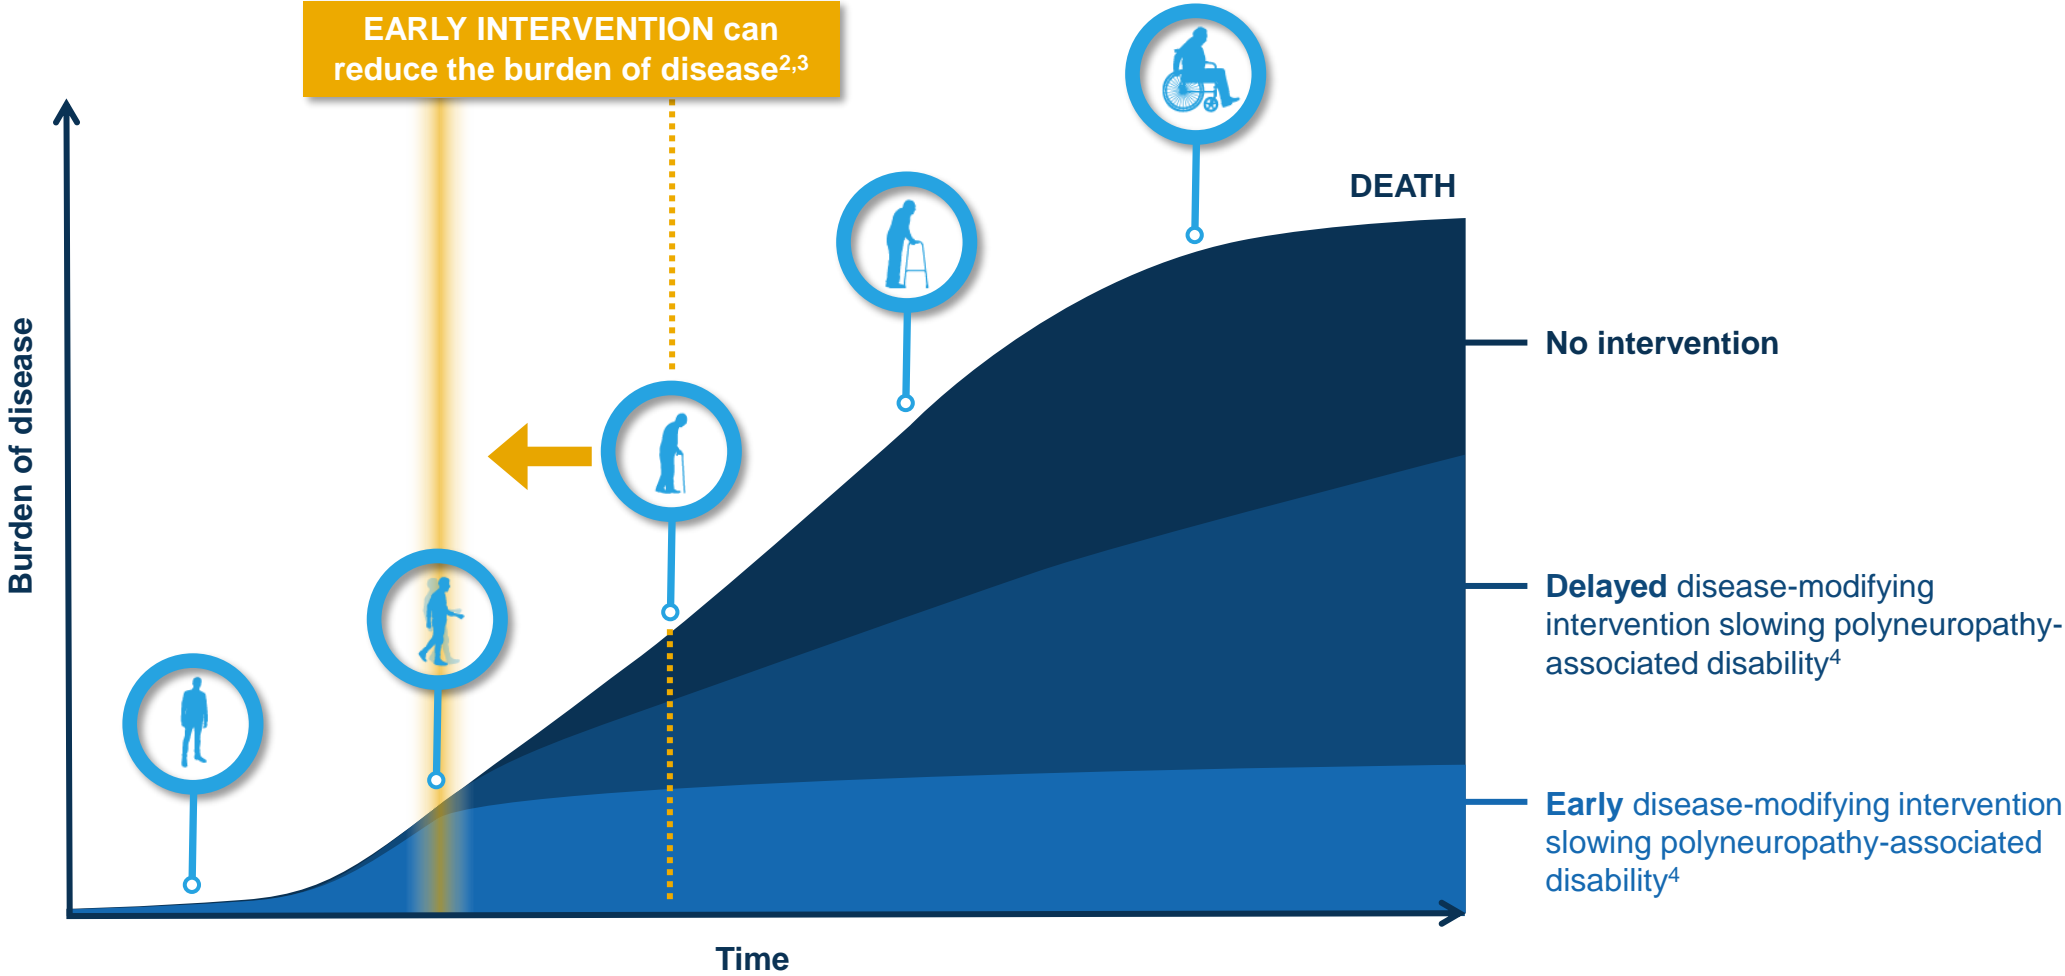 EARLY INTERVENTION can
reduce the burden of disease2,3
DEATH
Burden of disease
No intervention
Delayed disease-modifying
intervention slowing polyneuropathy-
associated disability4
Early disease-modifying intervention
slowing polyneuropathy-associated
disability4
Time